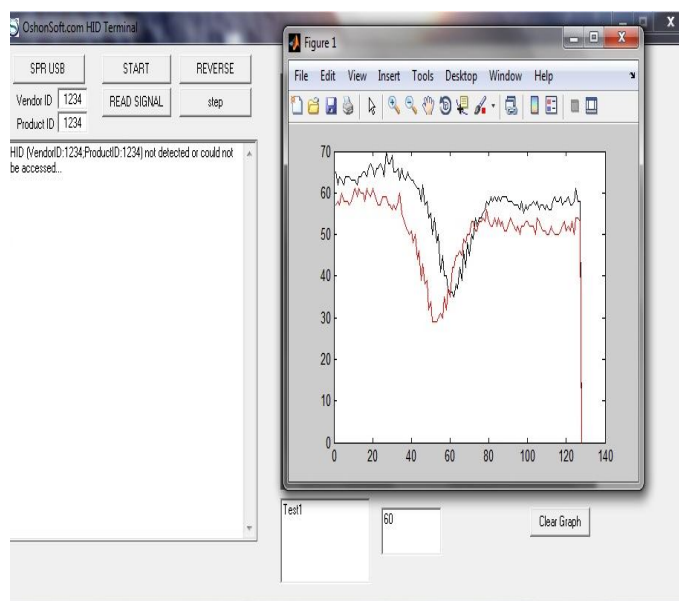 OshonSoft.com HID Terminal
SPR USB
START
REVERSE
Vendor ID 1234
READ SIGNAL
step
Product ID 1234
HID (VendorID:1234,ProductID:1234) not detected or could not
be accessed...
Figure 1
File Edit View Insert Tools Desktop Window Help
70
60
50
40
30
20
10
0
0 20 40 60 80 100 120 140
Test1
60
Clear Graph